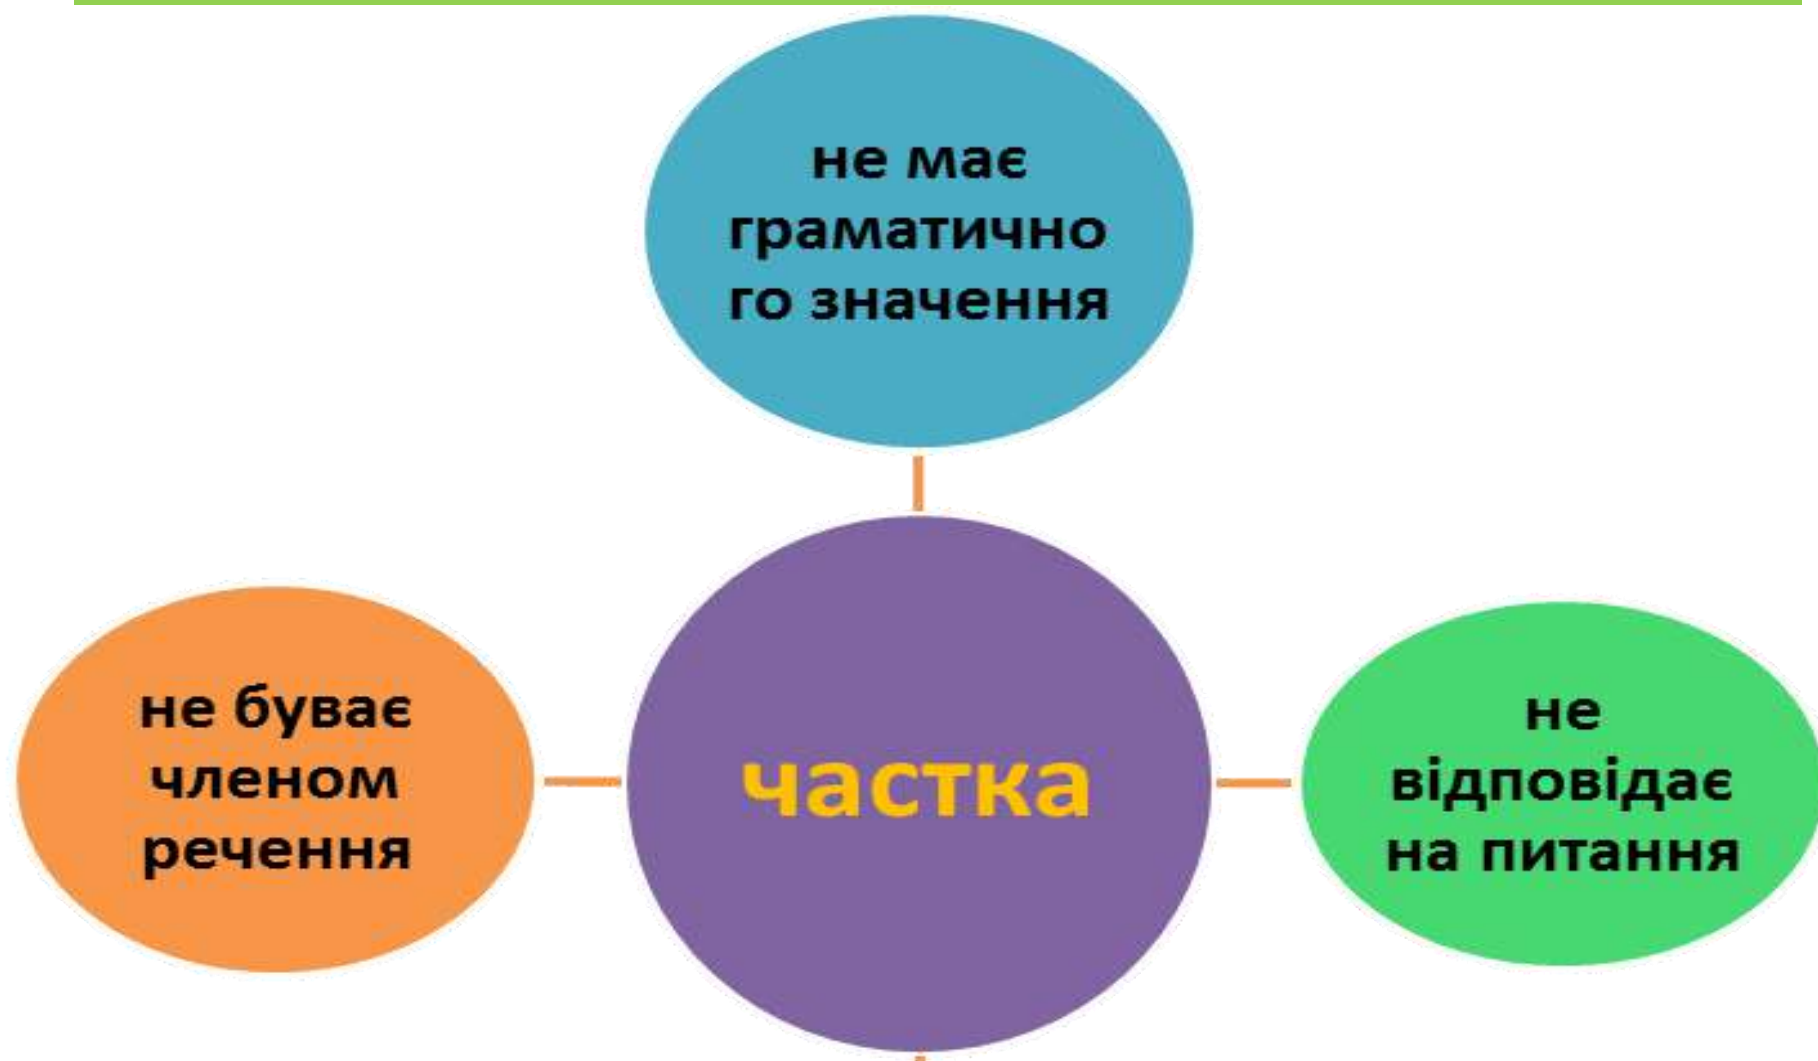 не має
граматично
го значення
не буває
членом
речення
частка
не
відповідає
на питання